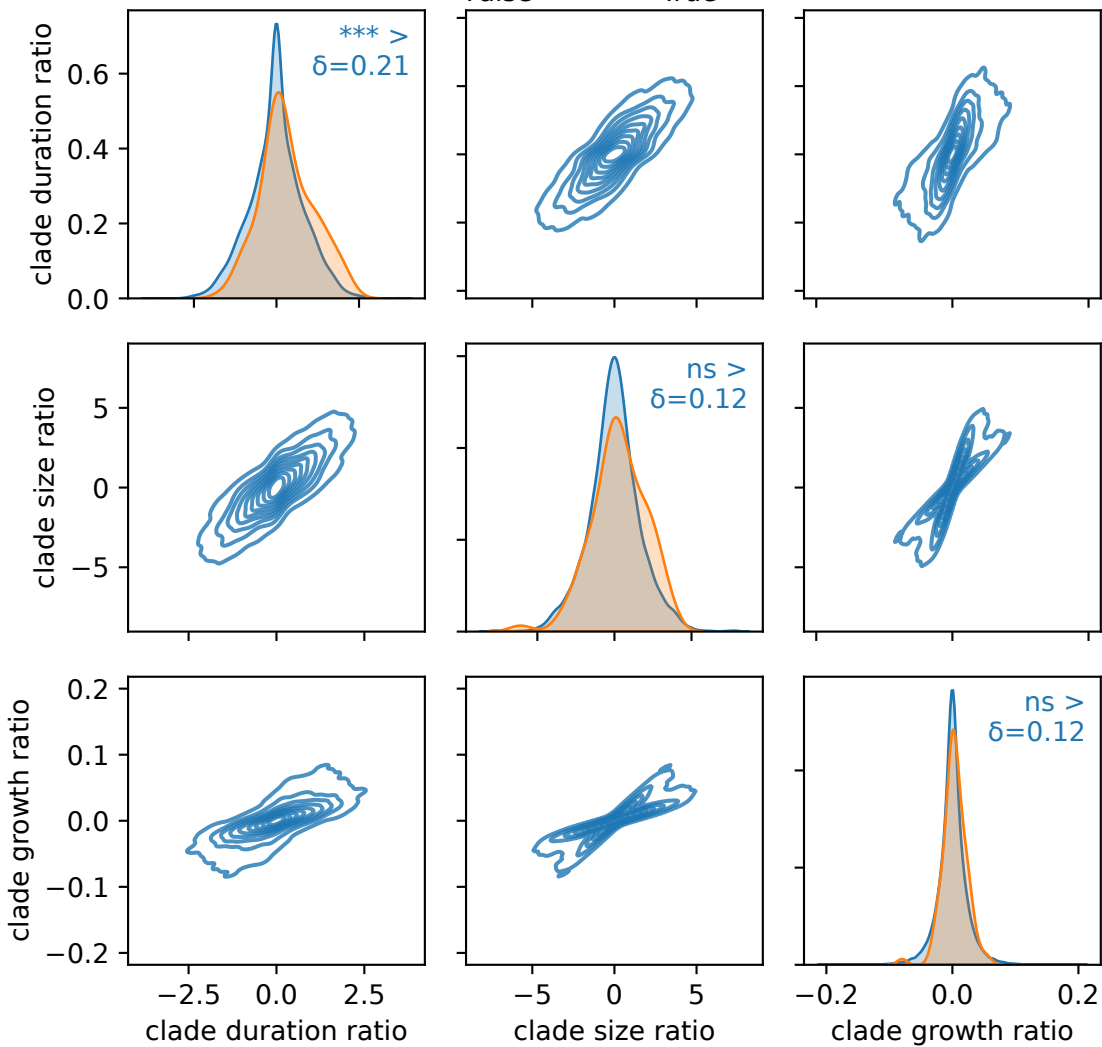 clade duration ratio
0.6
0.4
0.2
0.0
*** >
δ=0.21
clade size ratio
5
0
−5
ns >
δ=0.12
clade growth ratio
0.2
0.1
0.0
−0.1
−0.2
ns >
δ=0.12
−2.5 0.0 2.5
clade duration ratio
−5 0 5
clade size ratio
−0.2 0.0 0.2
clade growth ratio